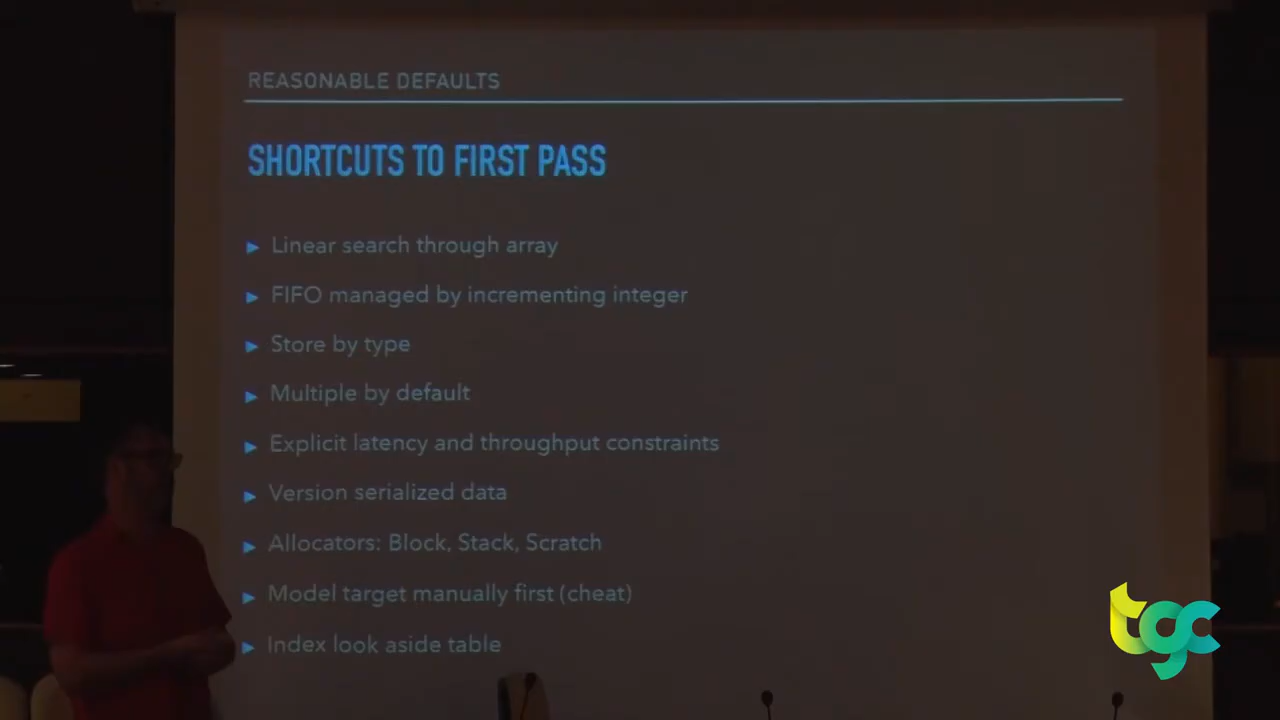 REASONABLE DEFAULTS
SHORTCUTS TO FIRST PASS
Linear search through array
FIFO managed by incrementing integer
Store by type
Multiple by default
Explicit latency and throughput constraints
Version serialized data
Allocators: Block, Stack, Scratch
Model target manually first (cheat)
Index look aside table
tgc